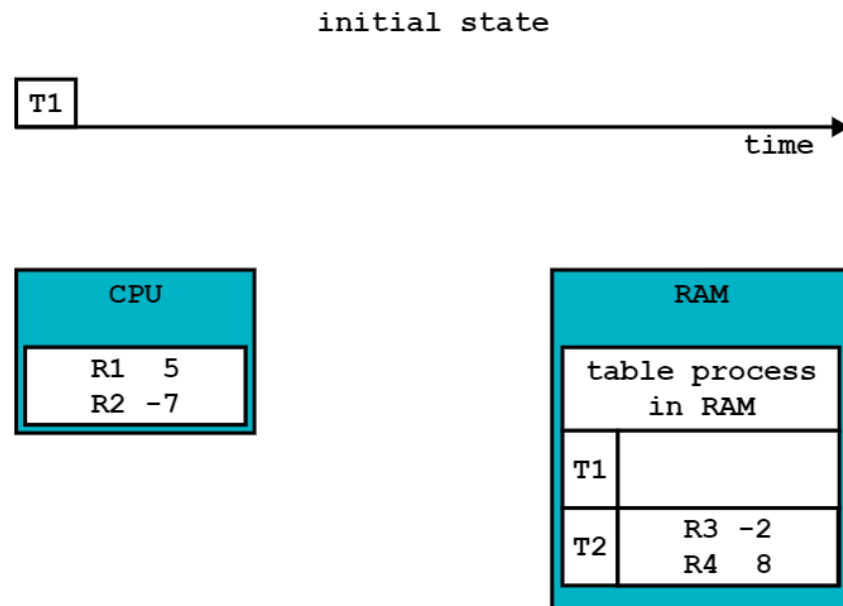 initial state
T1
time
CPU
R1 5
R2 -7
RAM
table process
in RAM
T1
T2
R3 -2
R4 8